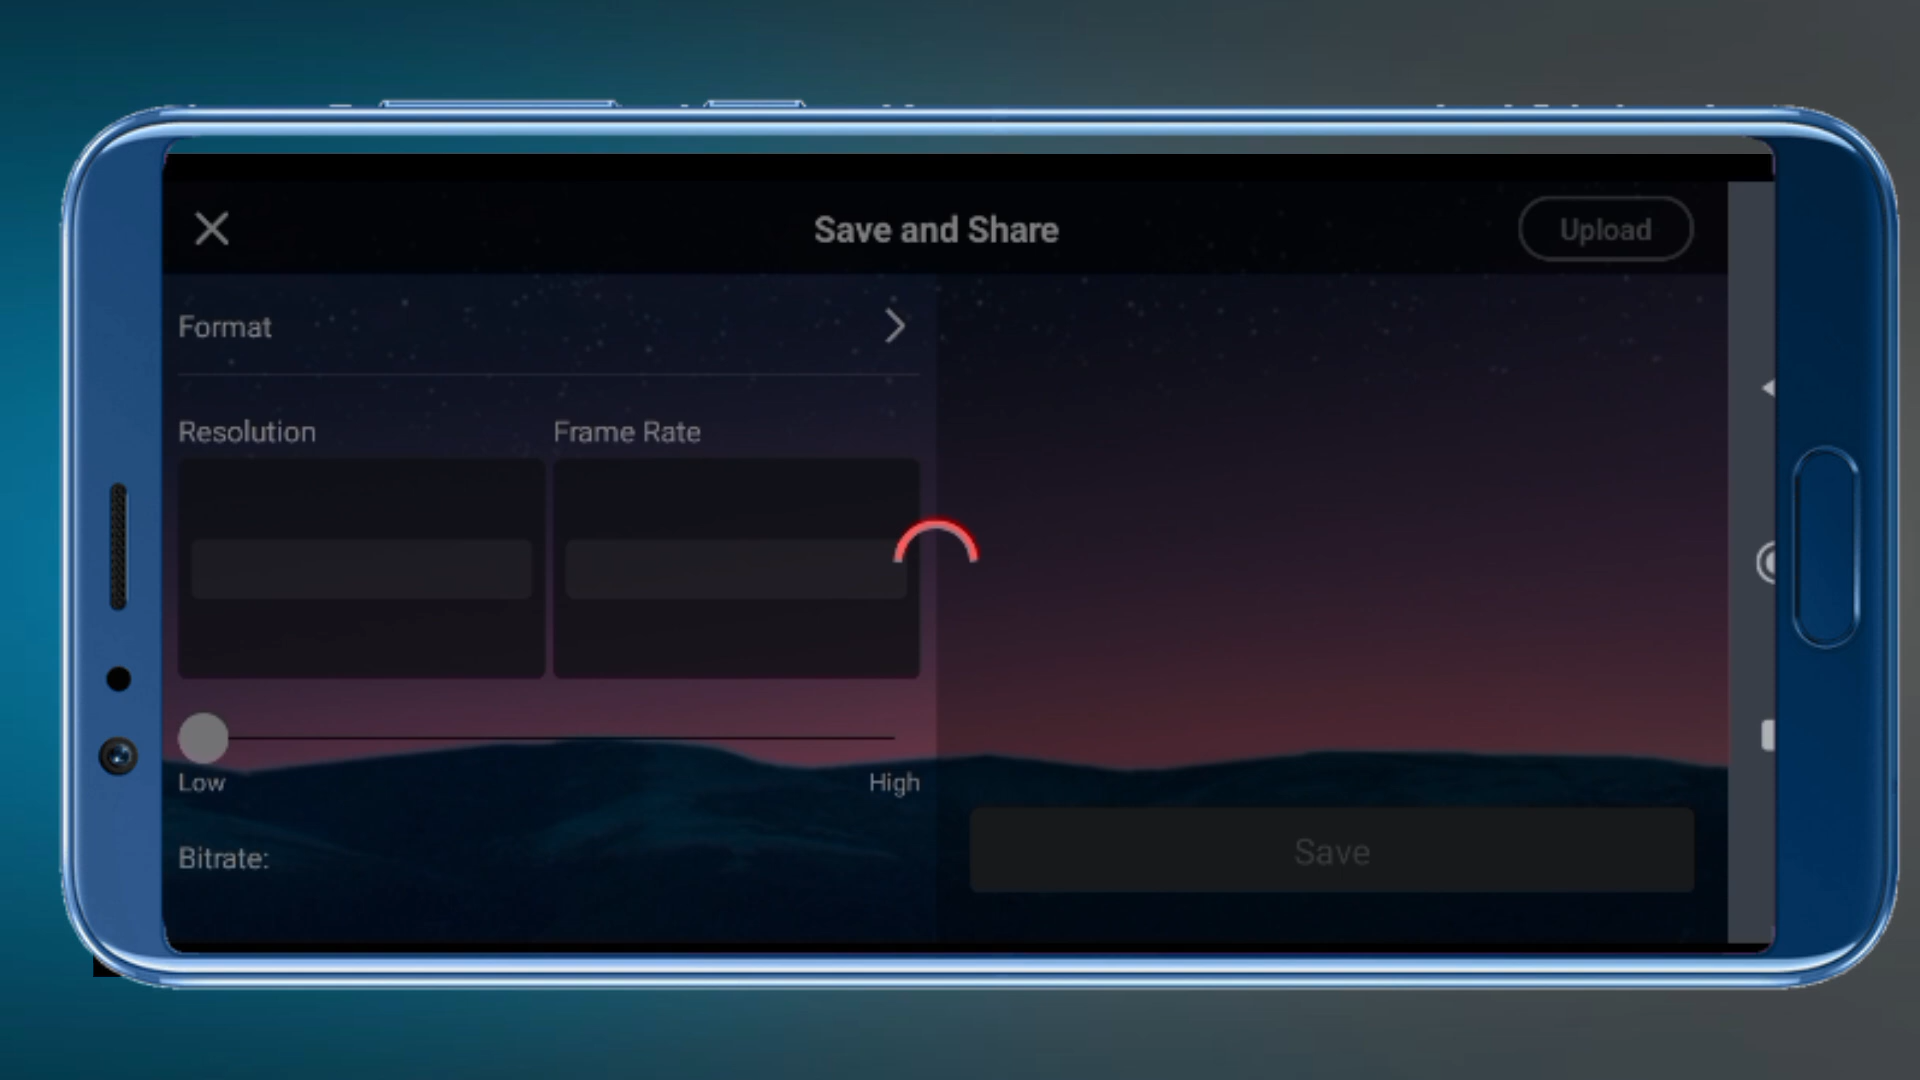 Save and Share
Upload
Format
Resolution
Frame Rate
Low
High
Bitrate:
Save